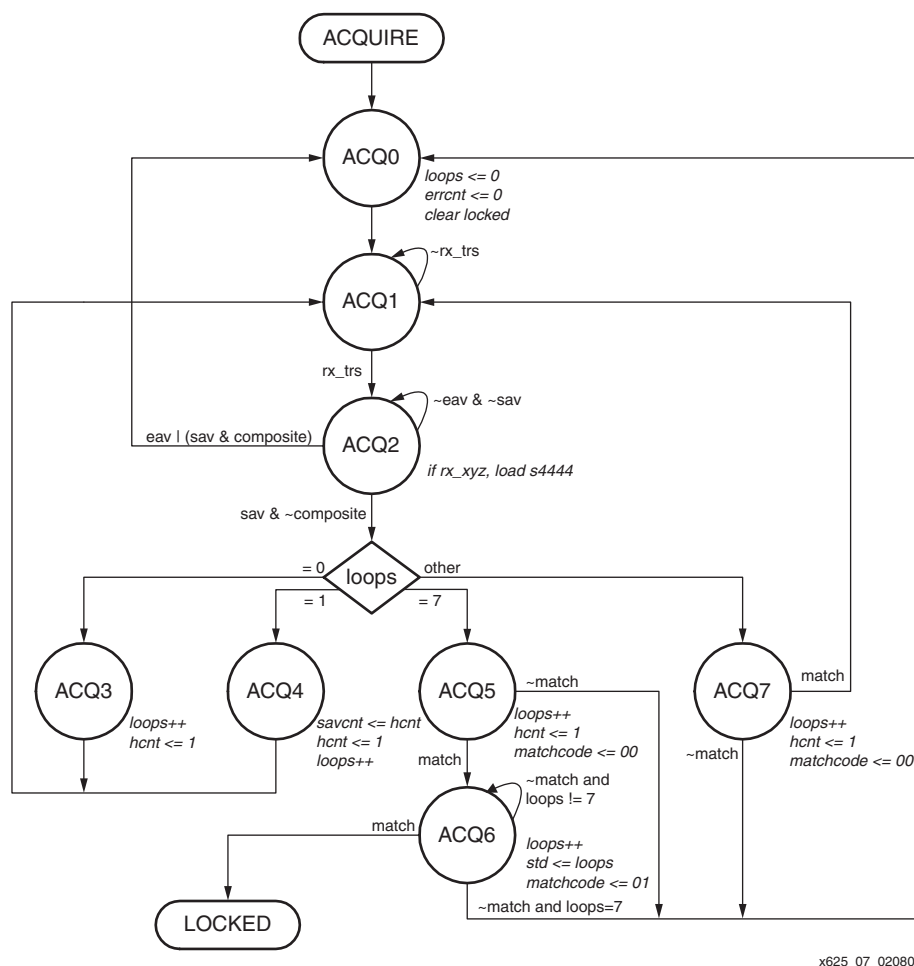 ACQUIRE
ACQ0
loops <= 0
errcnt <= 0
clear locked
~rx_trs
ACQ1
rx_trs
~eav & ~sav
eav | (sav & composite)
ACQ2
if rx_xyz, load s4444
sav & ~composite
= 0
loops
other
= 1
= 7
ACQ3
loops++
hcnt <= 1
ACQ4
savcnt <= hcnt
hcnt <= 1
loops++
ACQ5
~match
loops++
hcnt <= 1
matchcode <= 00
match
ACQ7
match
loops++
hcnt <= 1
matchcode <= 00
~match
~match and
loops != 7
match
ACQ6
loops++
std <= loops
matchcode <= 01
~match and loops=7
LOCKED
x625_07_02080